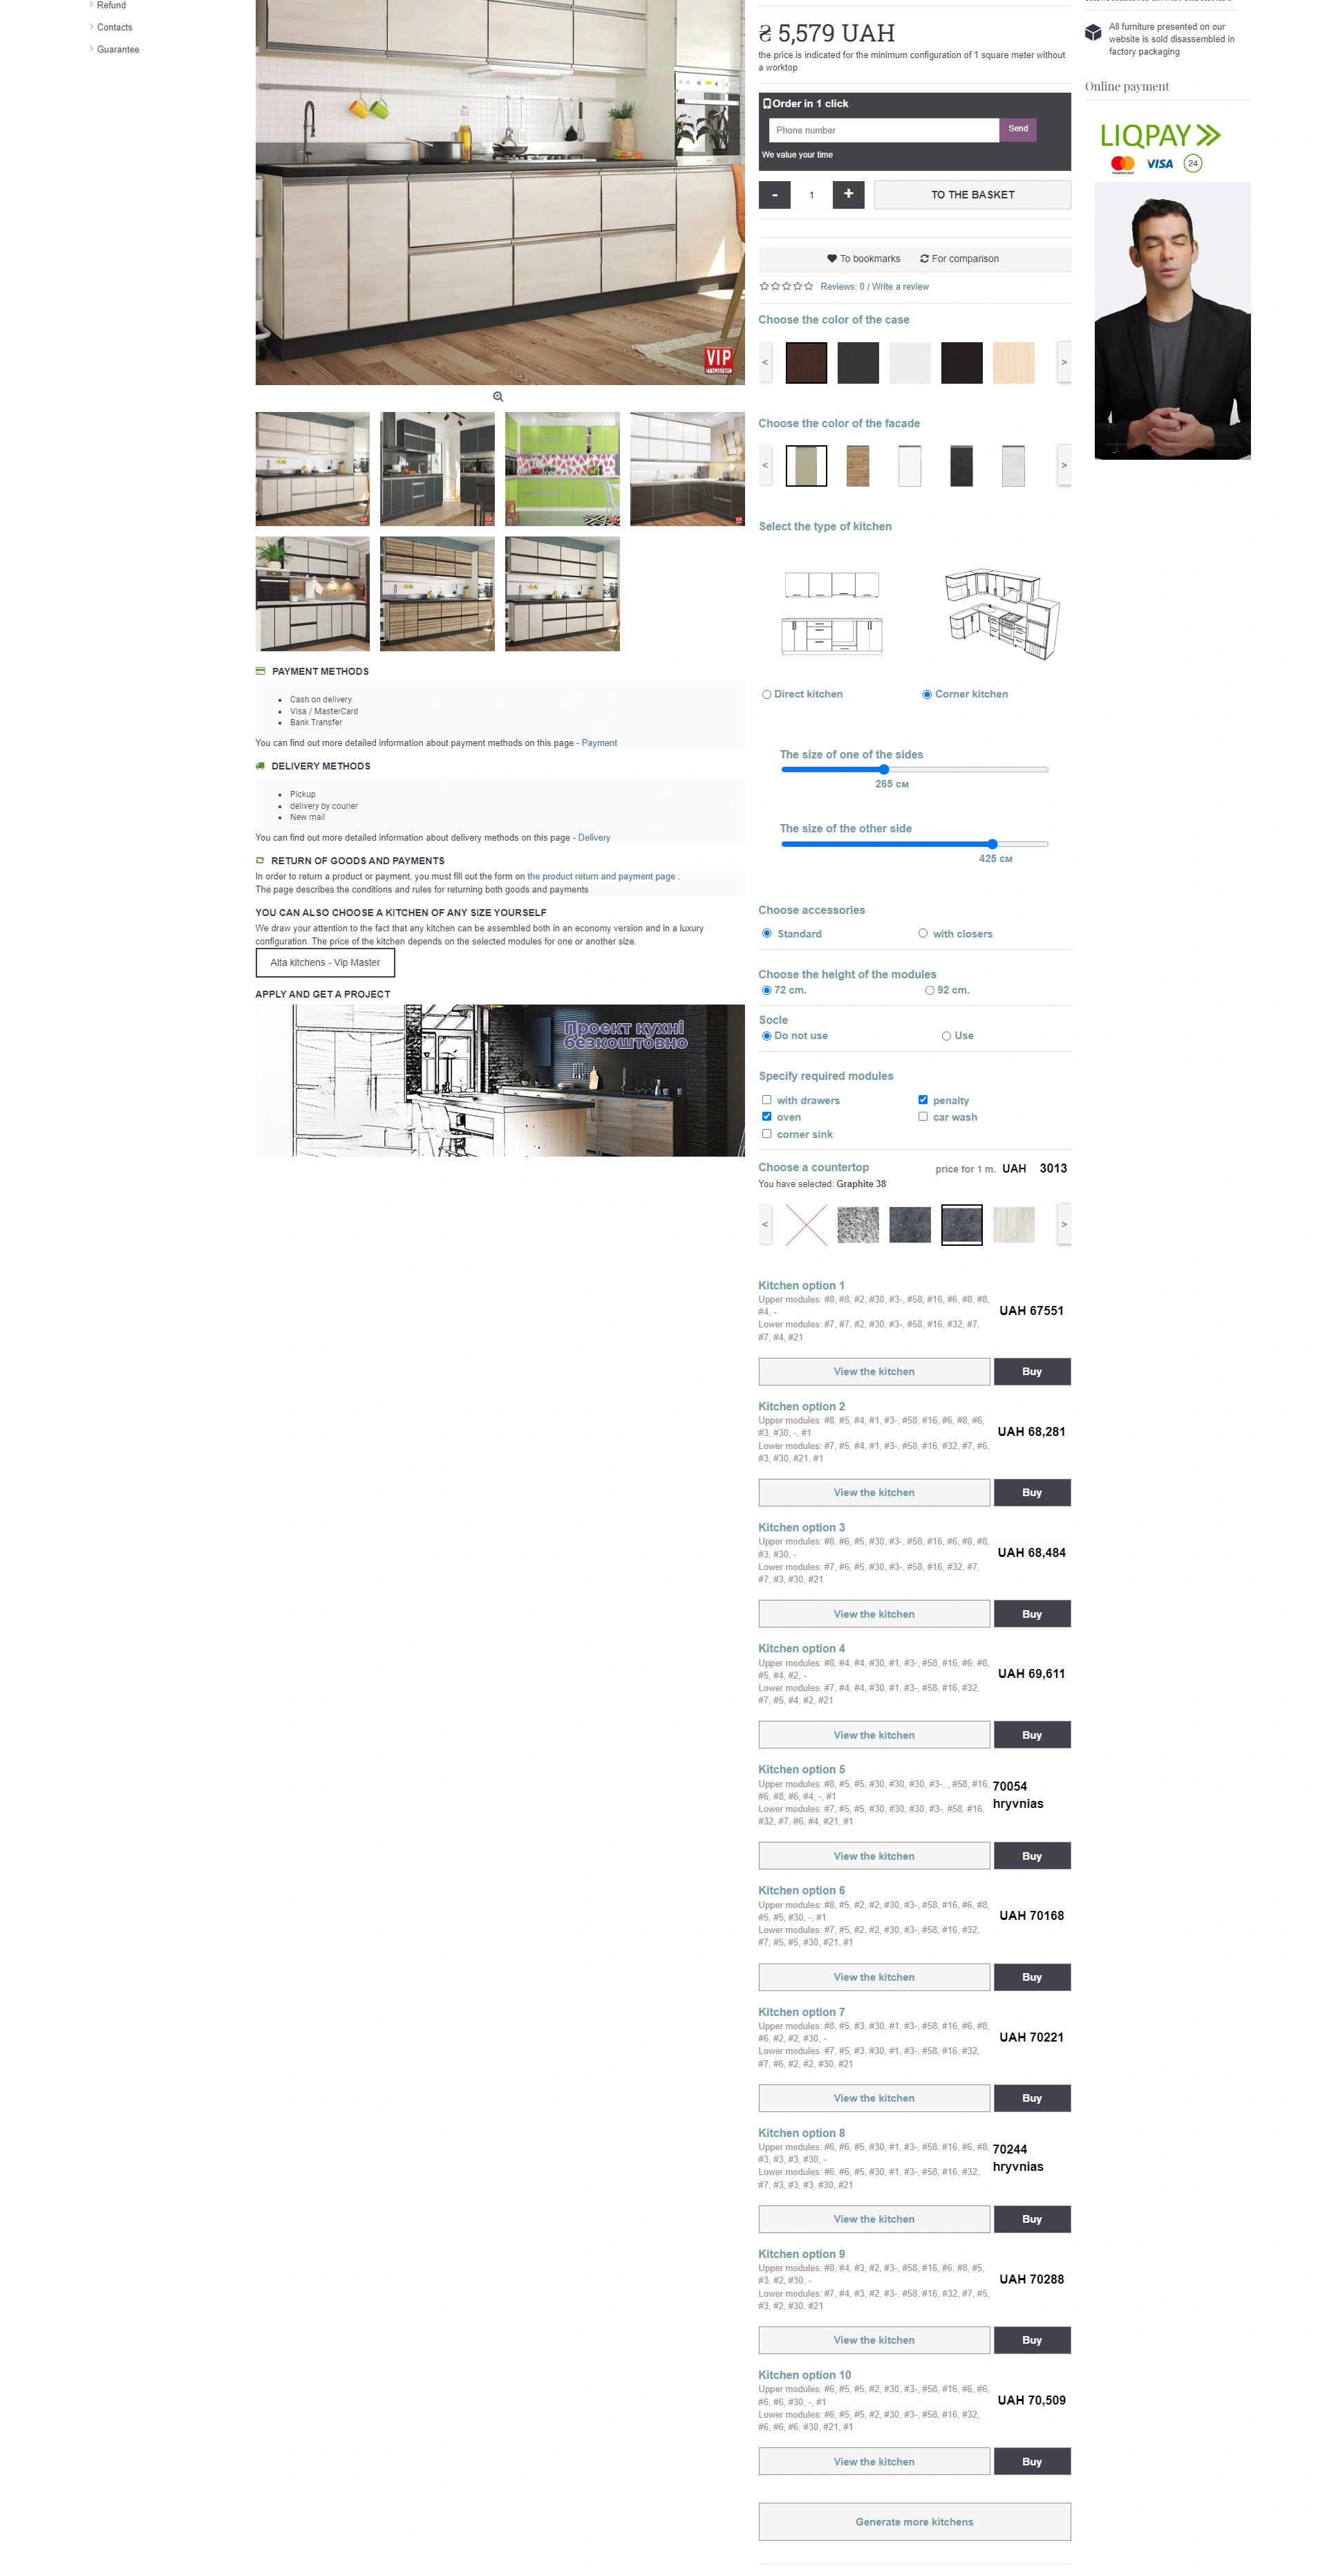 Refund
Contacts
Guarantee
VIP
master
PAYMENT METHODS
Cash on delivery
Visa / MasterCard
Bank Transfer
You can find out more detailed information about payment methods on this page - Payment
DELIVERY METHODS
Pickup
delivery by courier
New mail
You can find out more detailed information about delivery methods on this page - Delivery
RETURN OF GOODS AND PAYMENTS
In order to return a product or payment, you must fill out the form on the product return and payment page .
The page describes the conditions and rules for returning both goods and payments
YOU CAN ALSO CHOOSE A KITCHEN OF ANY SIZE YOURSELF
We draw your attention to the fact that any kitchen can be assembled both in an economy version and in a luxury
configuration. The price of the kitchen depends on the selected modules for one or another size.
Alta kitchens - Vip Master
APPLY AND GET A PROJECT
Проект кухні
безкоштовно
₴ 5,579 UAH
the price is indicated for the minimum configuration of 1 square meter without
a worktop
Order in 1 click
Phone number
Send
We value your time
- 1 + TO THE BASKET
To bookmarks For comparison
Reviews: 0 / Write a review
Choose the color of the case
< >
Choose the color of the facade
< >
Select the type of kitchen
Direct kitchen Corner kitchen
The size of one of the sides
265 см
The size of the other side
425 см
Choose accessories
Standard with closers
Choose the height of the modules
72 cm. 92 cm.
Socle
Do not use Use
Specify required modules
with drawers penalty
oven car wash
corner sink
Choose a countertop price for 1 m. UAH 3013
You have selected: Graphite 38
< >
Kitchen option 1
Upper modules: #8, #8, #2, #30, #3-, #58, #16, #6, #8, #8,
#4, -
UAH 67551
Lower modules: #7, #7, #2, #30, #3-, #58, #16, #32, #7,
#7, #4, #21
View the kitchen Buy
Kitchen option 2
Upper modules: #8, #5, #4, #1, #3-, #58, #16, #6, #8, #6,
#3, #30, -, #1
UAH 68,281
Lower modules: #7, #5, #4, #1, #3-, #58, #16, #32, #7, #6,
#3, #30, #21, #1
View the kitchen Buy
Kitchen option 3
Upper modules: #8, #6, #5, #30, #3-, #58, #16, #6, #8, #8,
#3, #30, -
UAH 68,484
Lower modules: #7, #6, #5, #30, #3-, #58, #16, #32, #7,
#7, #3, #30, #21
View the kitchen Buy
Kitchen option 4
Upper modules: #8, #4, #4, #30, #1, #3-, #58, #16, #6, #8,
#5, #4, #2, -
UAH 69,611
Lower modules: #7, #4, #4, #30, #1, #3-, #58, #16, #32,
#7, #5, #4, #2, #21
View the kitchen Buy
Kitchen option 5
Upper modules: #8, #5, #5, #30, #30, #30, #3-, , #58, #16,
#6, #8, #6, #4, -, #1
70054
hryvnias
Lower modules: #7, #5, #5, #30, #30, #30, #3-, #58, #16,
#32, #7, #6, #4, #21, #1
View the kitchen Buy
Kitchen option 6
Upper modules: #8, #5, #2, #2, #30, #3-, #58, #16, #6, #8,
#5, #5, #30, -, #1
UAH 70168
Lower modules: #7, #5, #2, #2, #30, #3-, #58, #16, #32,
#7, #5, #5, #30, #21, #1
View the kitchen Buy
Kitchen option 7
Upper modules: #8, #5, #3, #30, #1, #3-, #58, #16, #6, #8,
#6, #2, #2, #30, -
UAH 70221
Lower modules: #7, #5, #3, #30, #1, #3-, #58, #16, #32,
#7, #6, #2, #2, #30, #21
View the kitchen Buy
Kitchen option 8
Upper modules: #6, #6, #5, #30, #1, #3-, #58, #16, #6, #8,
#3, #3, #3, #30, -
70244
hryvnias
Lower modules: #6, #6, #5, #30, #1, #3-, #58, #16, #32,
#7, #3, #3, #3, #30, #21
View the kitchen Buy
Kitchen option 9
Upper modules: #8, #4, #3, #2, #3-, #58, #16, #6, #8, #5,
#3, #2, #30, -
UAH 70288
Lower modules: #7, #4, #3, #2, #3-, #58, #16, #32, #7, #5,
#3, #2, #30, #21
View the kitchen Buy
Kitchen option 10
Upper modules: #6, #5, #5, #2, #30, #3-, #58, #16, #6, #6,
#6, #6, #30, -, #1
UAH 70,509
Lower modules: #6, #5, #5, #2, #30, #3-, #58, #16, #32,
#6, #6, #6, #30, #21, #1
View the kitchen Buy
Generate more kitchens
All furniture presented on our
website is sold disassembled in
factory packaging
Online payment
LIQPAY
mastercard VISA 24